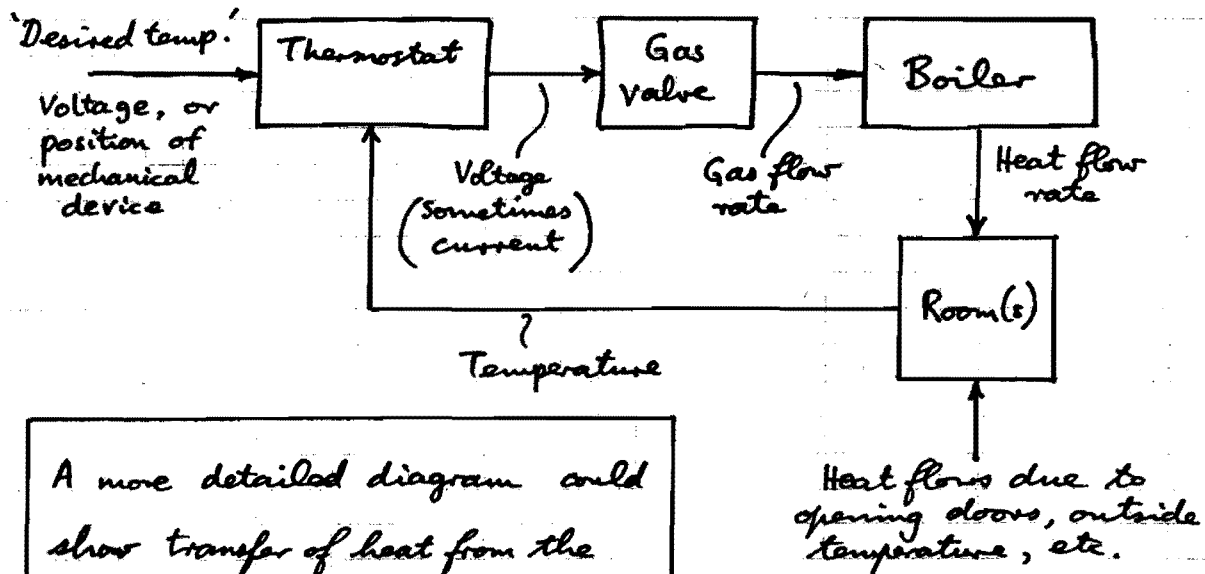 'Desired temp.'
Thermostat
Gas
valve
Boiler
Voltage, or
position of
mechanical
device
Voltage
(sometimes
current)
Gas flow
rate
Heat flow
rate
Room(s)
Temperature
A more detailed diagram could
show transfer of heat from the
Heat flows due to
opening doors, outside
temperature, etc.